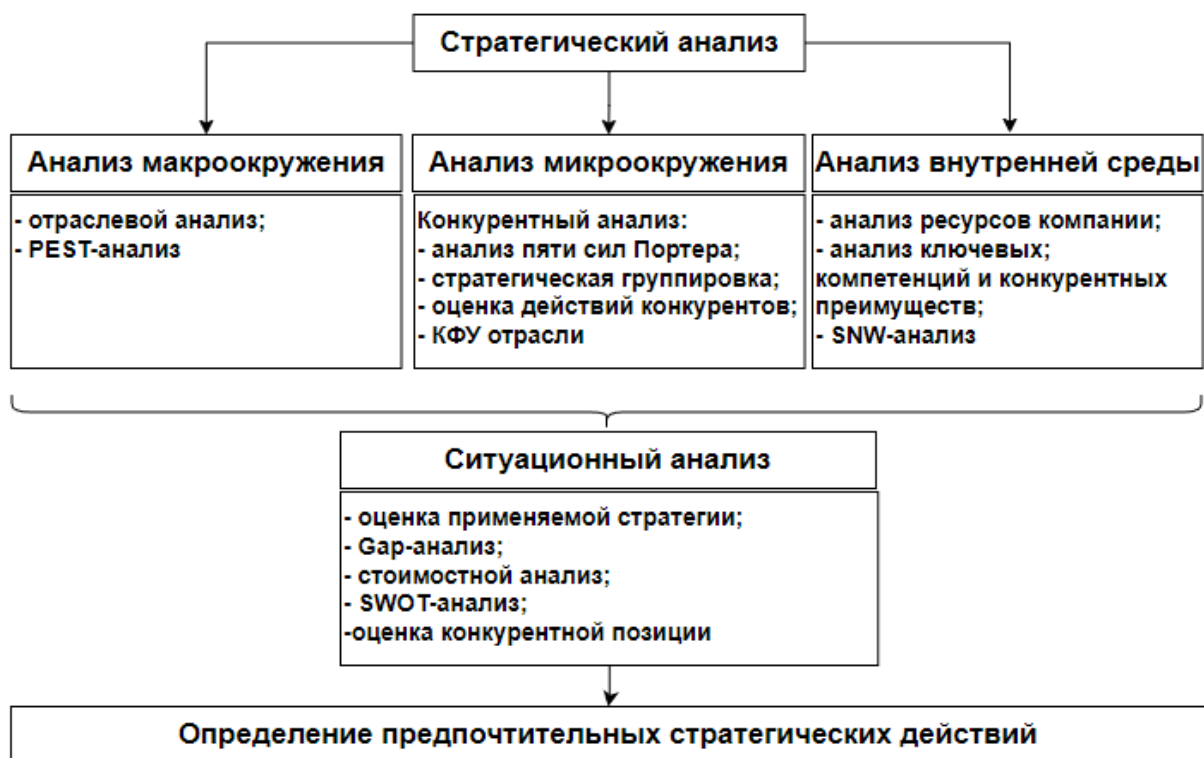 Стратегический анализ
Анализ макроокружения
- отраслевой анализ;
- PEST-анализ
Анализ микроокружения
Конкурентный анализ:
- анализ пяти сил Портера;
- стратегическая группировка;
- оценка действий конкурентов;
- КФУ отрасли
Анализ внутренней среды
- анализ ресурсов компании;
- анализ ключевых;
компетенций и конкурентных
преимуществ;
- SNW-анализ
Ситуационный анализ
- оценка применяемой стратегии;
- Gap-анализ;
- стоимостной анализ;
- SWOT-анализ;
-оценка конкурентной позиции
Определение предпочтительных стратегических действий